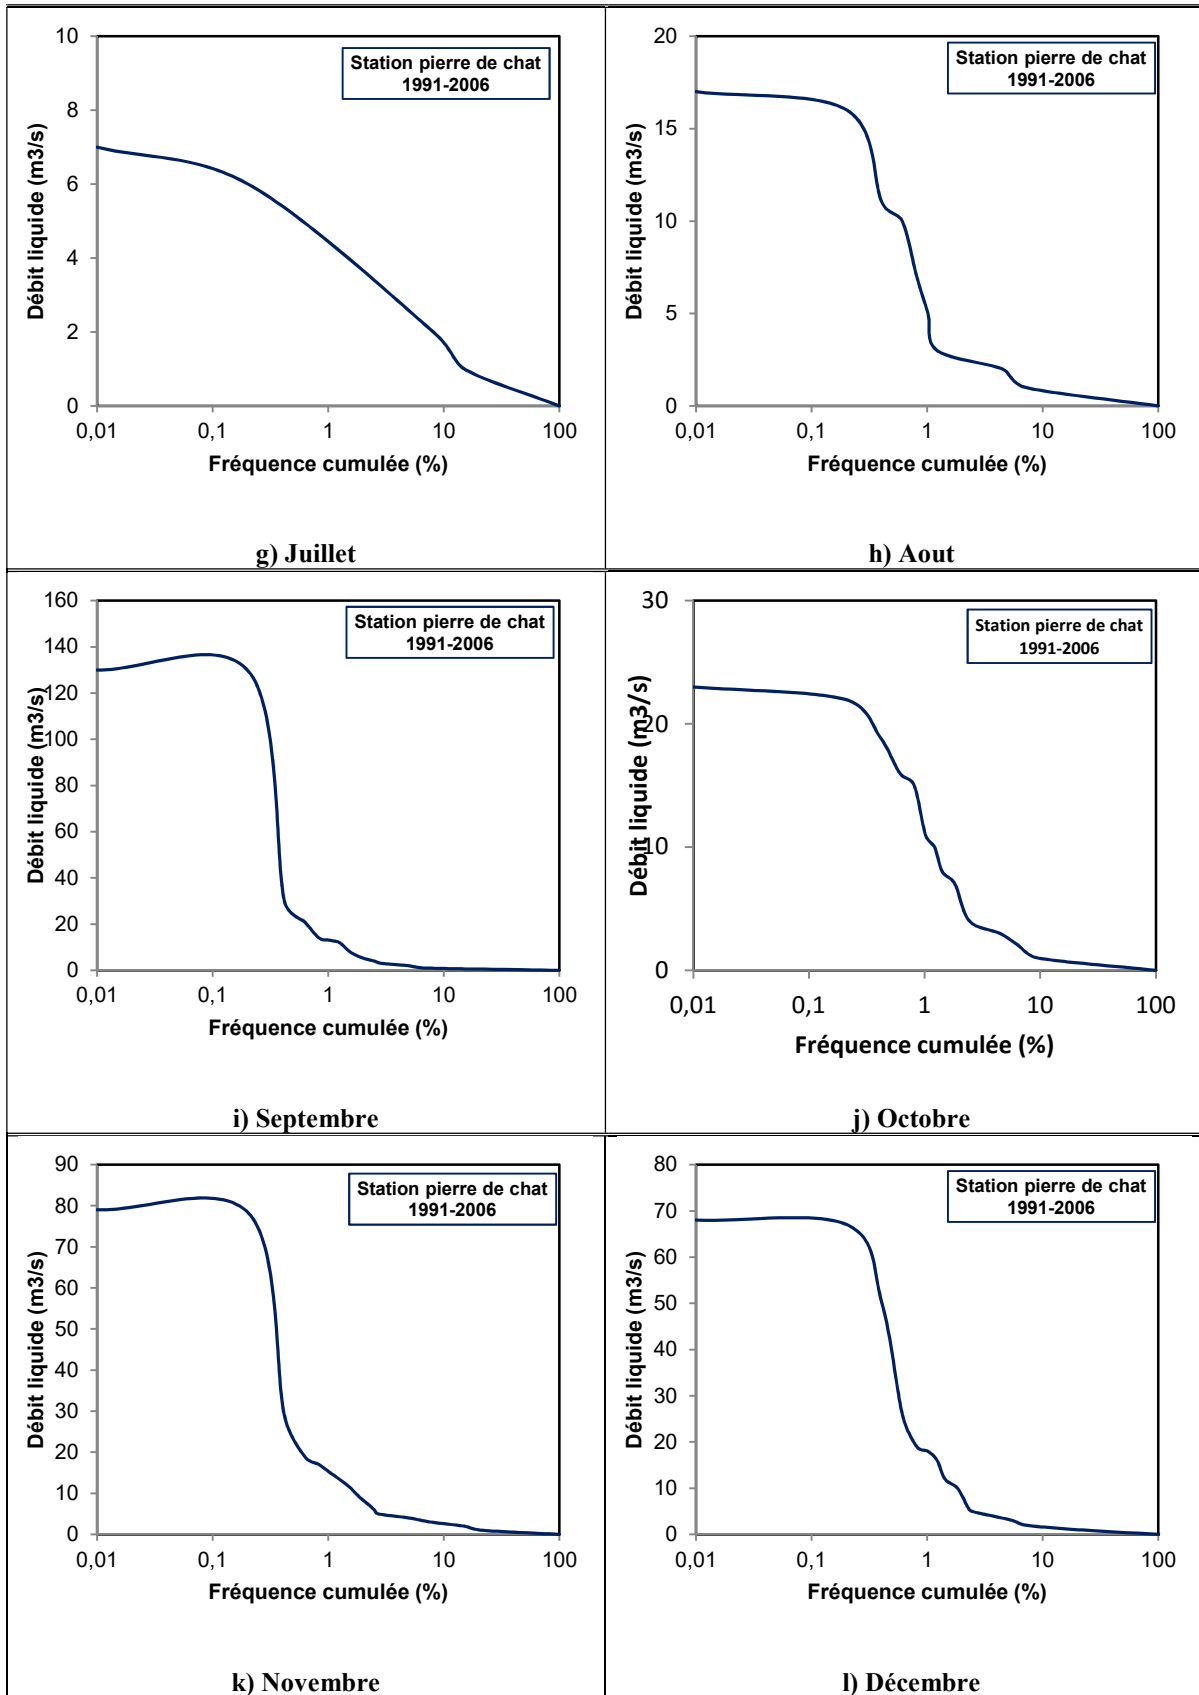 10
8
6
4
2
0
0,01 0,1 1 10 100
Débit liquide (m3/s)
Fréquence cumulée (%)
Station pierre de chat
1991-2006
g) Juillet
20
15
10
5
0
0,01 0,1 1 10 100
Débit liquide (m3/s)
Fréquence cumulée (%)
Station pierre de chat
1991-2006
h) Aout
160
140
120
100
80
60
40
20
0
0,01 0,1 1 10 100
Débit liquide (m3/s)
Fréquence cumulée (%)
Station pierre de chat
1991-2006
i) Septembre
30
20
10
0
0,01 0,1 1 10 100
Débit liquide (m3/s)
Fréquence cumulée (%)
Station pierre de chat
1991-2006
j) Octobre
90
80
70
60
50
40
30
20
10
0
0,01 0,1 1 10 100
Débit liquide (m3/s)
Fréquence cumulée (%)
Station pierre de chat
1991-2006
k) Novembre
80
70
60
50
40
30
20
10
0
0,01 0,1 1 10 100
Débit liquide (m3/s)
Fréquence cumulée (%)
Station pierre de chat
1991-2006
l) Décembre